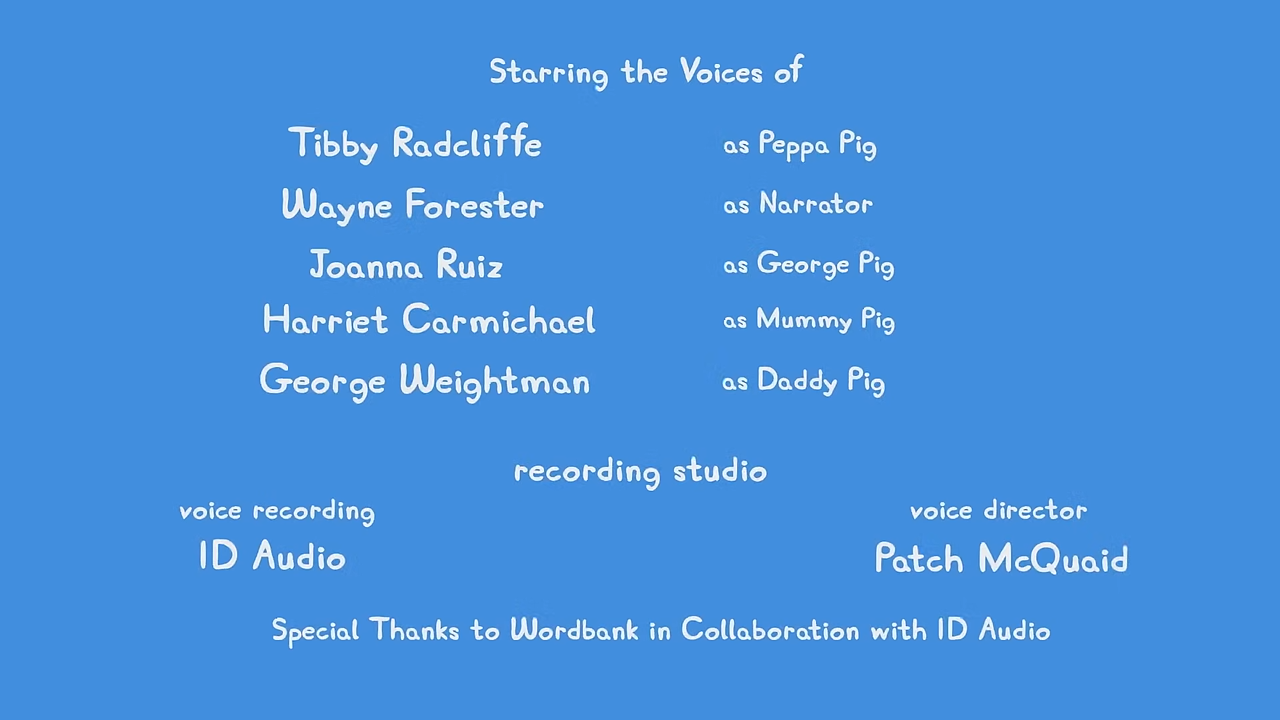 Starring the Voices of
Tibby Radcliffe as Peppa Pig
Wayne Forester as Narrator
Joanna Ruiz as George Pig
Harriet Carmichael as Mummy Pig
George Weightman as Daddy Pig
recording studio
voice recording voice director
ID Audio Patch McQuaid
Special Thanks to Wordbank in Collaboration with ID Audio